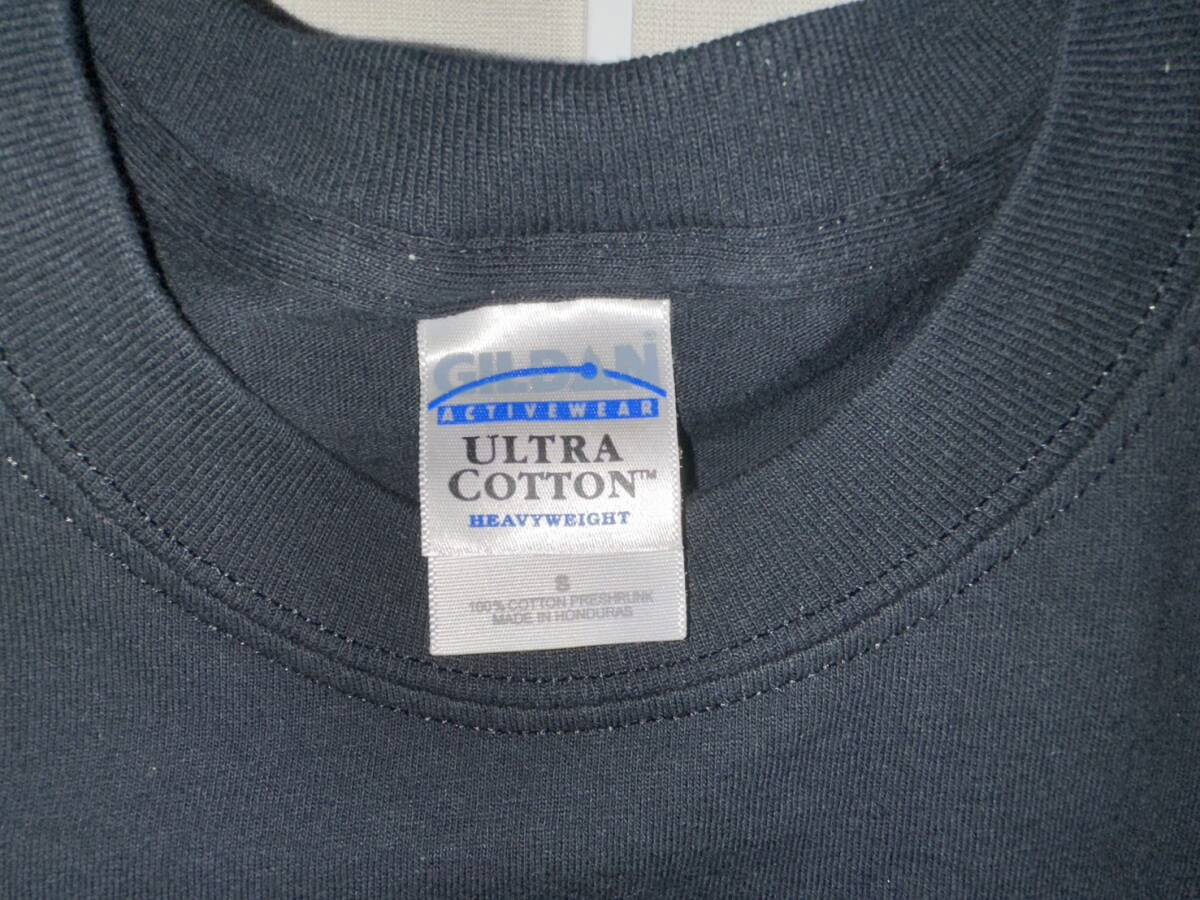 GILDAN
ACTIVEWEAR
ULTRA
COTTON™
HEAVYWEIGHT
S
100% COTTON PRESHRUNK
MADE IN HONDURAS